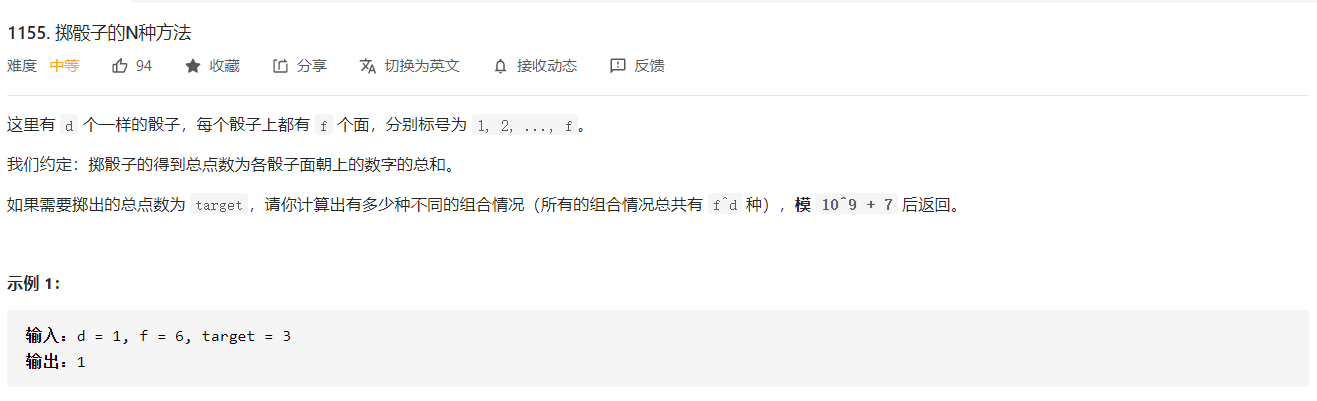 1155. 掷骰子的N种方法
难度 中等 94 收藏 分享 切换为英文 接收动态 反馈
这里有 d 个一样的骰子，每个骰子上都有 f 个面，分别标号为 1, 2, ..., f。
我们约定：掷骰子的得到总点数为各骰子面朝上的数字的总和。
如果需要掷出的总点数为 target，请你计算出有多少种不同的组合情况（所有的组合情况总共有 f^d 种），模 10^9 + 7 后返回。
示例 1：
输入：d = 1, f = 6, target = 3
输出：1